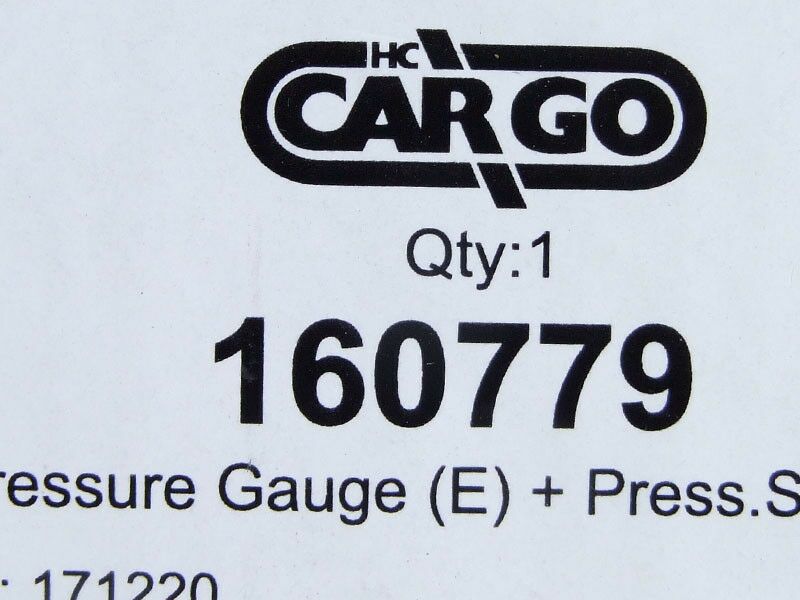 HC
CARGO
Qty:1
160779
ressure Gauge (E) + Press.S
: 171220